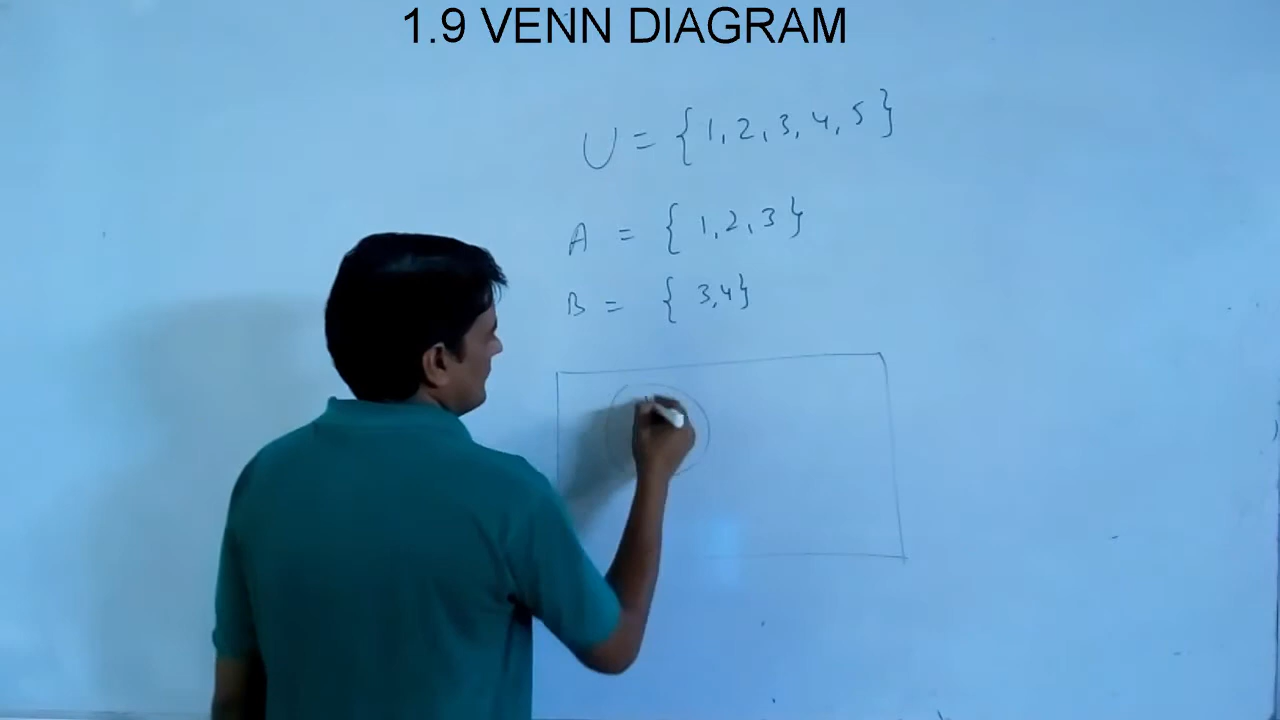 1.9 VENN DIAGRAM
U = {1, 2, 3, 4, 5}
A = {1, 2, 3}
B = {3, 4}